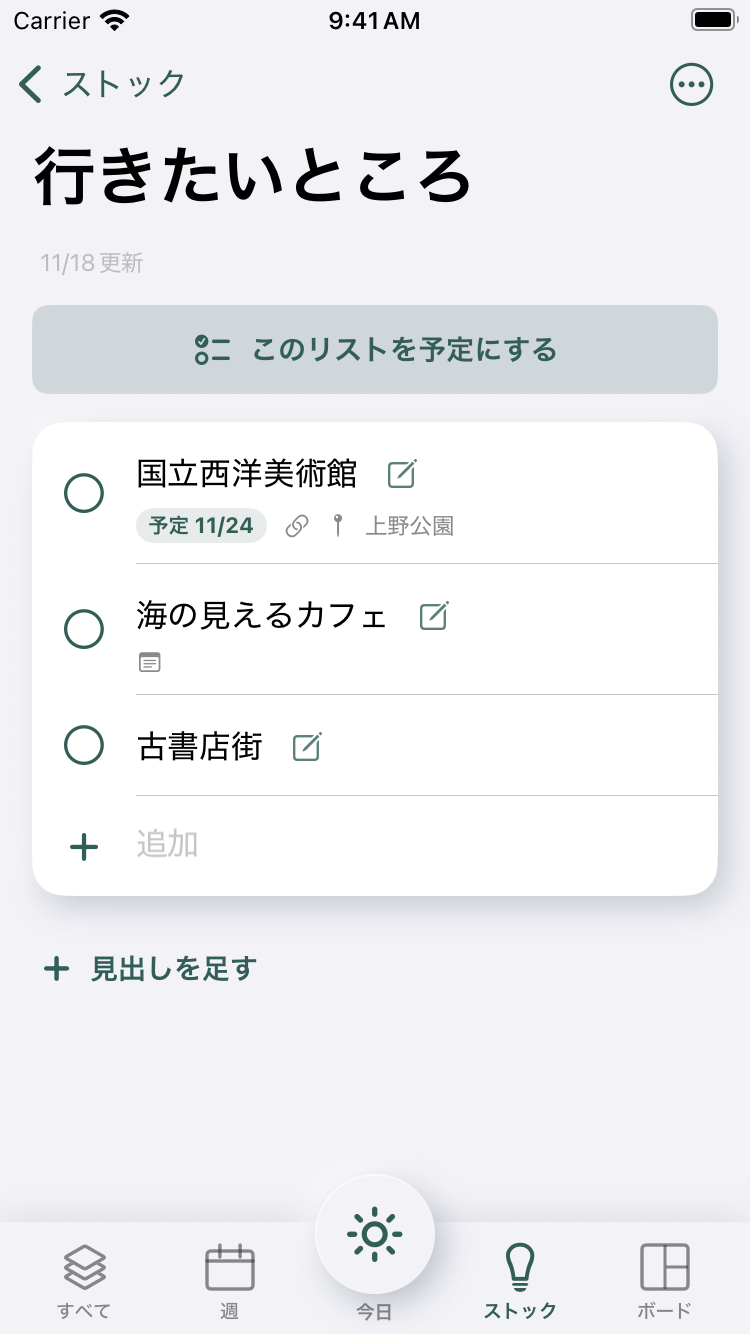 Carrier 9:41 AM
ストック
行きたいところ
11/18 更新
このリストを予定にする
国立西洋美術館
予定 11/24 上野公園
海の見えるカフェ
古書店街
追加
見出しを足す
すべて 週 今日 ストック ボード